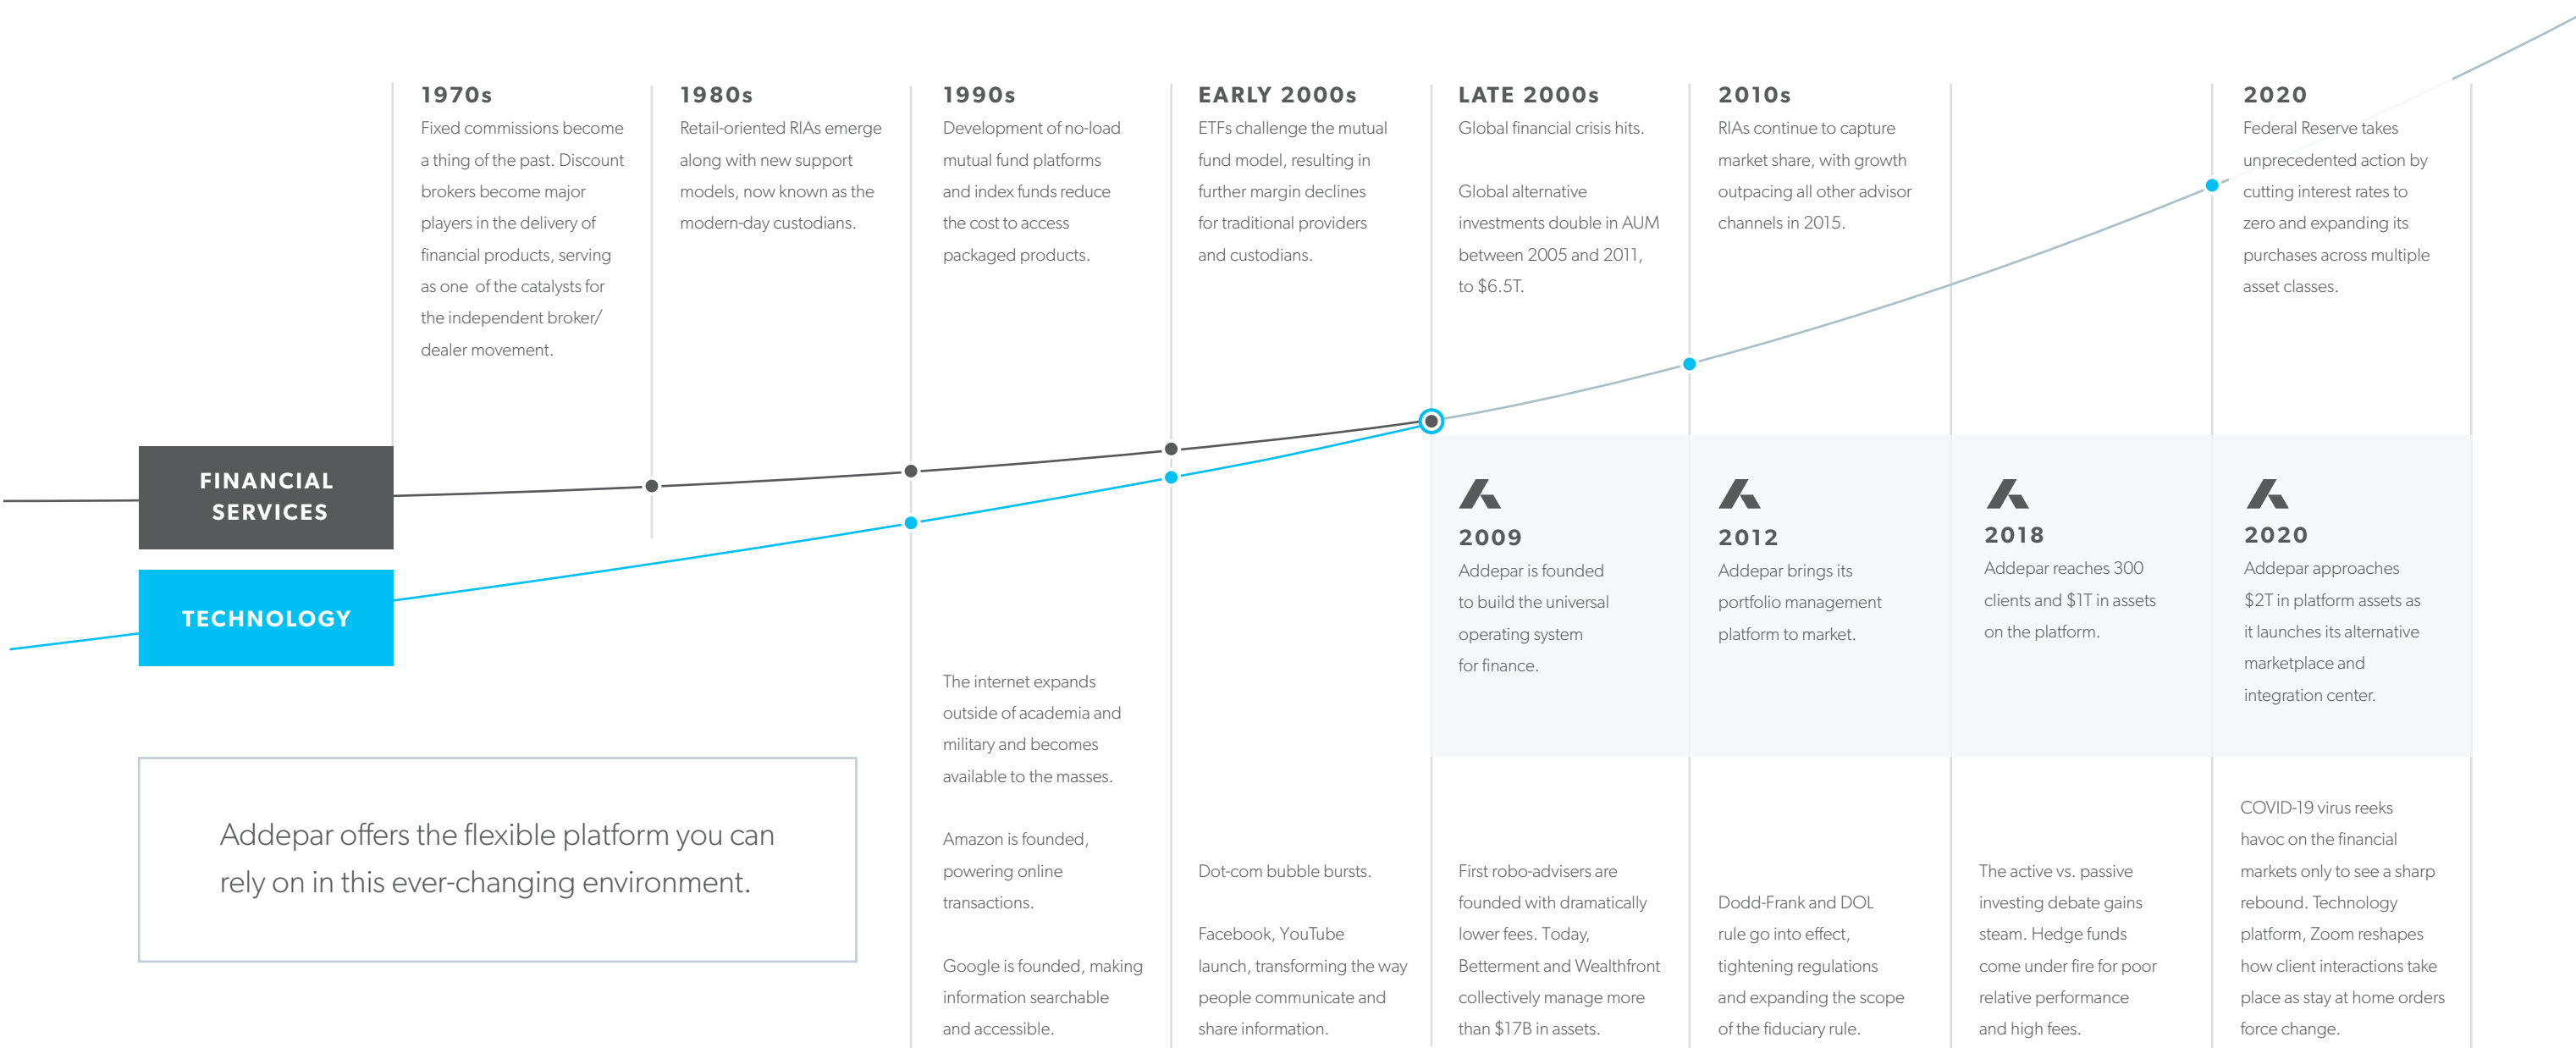 1970s
Fixed commissions become
a thing of the past. Discount
brokers become major
players in the delivery of
financial products, serving
as one of the catalysts for
the independent broker/
dealer movement.
1980s
Retail-oriented RIAs emerge
along with new support
models, now known as the
modern-day custodians.
1990s
Development of no-load
mutual fund platforms
and index funds reduce
the cost to access
packaged products.
EARLY 2000s
ETFs challenge the mutual
fund model, resulting in
further margin declines
for traditional providers
and custodians.
LATE 2000s
Global financial crisis hits.
Global alternative
investments double in AUM
between 2005 and 2011,
to $6.5T.
2010s
RIAs continue to capture
market share, with growth
outpacing all other advisor
channels in 2015.
2020
Federal Reserve takes
unprecedented action by
cutting interest rates to
zero and expanding its
purchases across multiple
asset classes.
FINANCIAL
SERVICES
TECHNOLOGY
2009
Addepar is founded
to build the universal
operating system
for finance.
2012
Addepar brings its
portfolio management
platform to market.
2018
Addepar reaches 300
clients and $1T in assets
on the platform.
2020
Addepar approaches
$2T in platform assets as
it launches its alternative
marketplace and
integration center.
Addepar offers the flexible platform you can
rely on in this ever-changing environment.
The internet expands
outside of academia and
military and becomes
available to the masses.
Amazon is founded,
powering online
transactions.
Google is founded, making
information searchable
and accessible.
Dot-com bubble bursts.
Facebook, YouTube
launch, transforming the way
people communicate and
share information.
First robo-advisers are
founded with dramatically
lower fees. Today,
Betterment and Wealthfront
collectively manage more
than $17B in assets.
Dodd-Frank and DOL
rule go into effect,
tightening regulations
and expanding the scope
of the fiduciary rule.
The active vs. passive
investing debate gains
steam. Hedge funds
come under fire for poor
relative performance
and high fees.
COVID-19 virus reeks
havoc on the financial
markets only to see a sharp
rebound. Technology
platform, Zoom reshapes
how client interactions take
place as stay at home orders
force change.